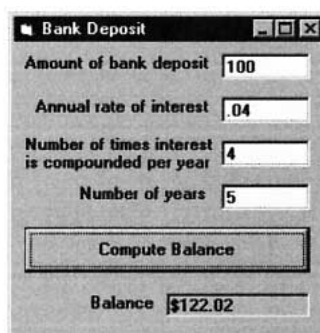 Bank Deposit
Amount of bank deposit 100
Annual rate of interest .04
Number of times interest
is compounded per year 4
Number of years 5
Compute Balance
Balance $122.02